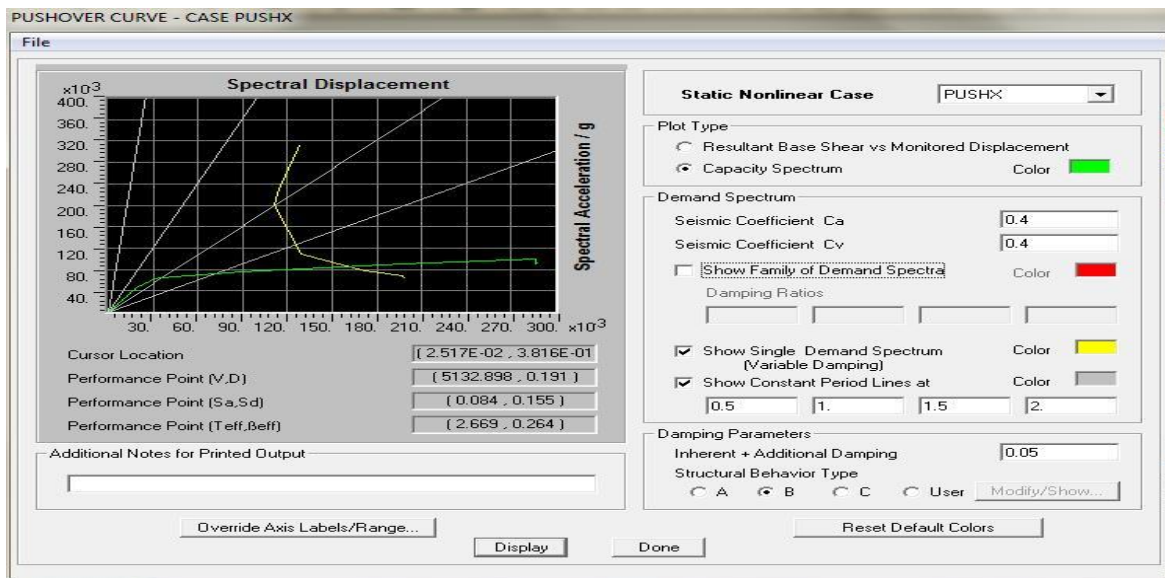 PUSHOVER CURVE - CASE PUSHX
File
Spectral Displacement
x10-3
400.
360.
320.
280.
240.
200.
160.
120.
80.
40.
30. 60. 90. 120. 150. 180. 210. 240. 270. 300. x10-3
Spectral Acceleration / g
Cursor Location ( 2.517E-02 , 3.816E-01
Performance Point (V,D) ( 5132.898 , 0.191 )
Performance Point (Sa,Sd) ( 0.084 , 0.155 )
Performance Point (Teff,βeff) ( 2.669 , 0.264 )
Additional Notes for Printed Output
Override Axis Labels/Range...
Static Nonlinear Case PUSHX
Plot Type
Resultant Base Shear vs Monitored Displacement
Capacity Spectrum Color
Demand Spectrum
Seismic Coefficient Ca 0.4
Seismic Coefficient Cv 0.4
Show Family of Demand Spectra Color
Damping Ratios
Show Single Demand Spectrum Color
(Variable Damping)
Show Constant Period Lines at Color
0.5 1. 1.5 2.
Damping Parameters
Inherent + Additional Damping 0.05
Structural Behavior Type
A B C User Modify/Show...
Reset Default Colors
Display Done